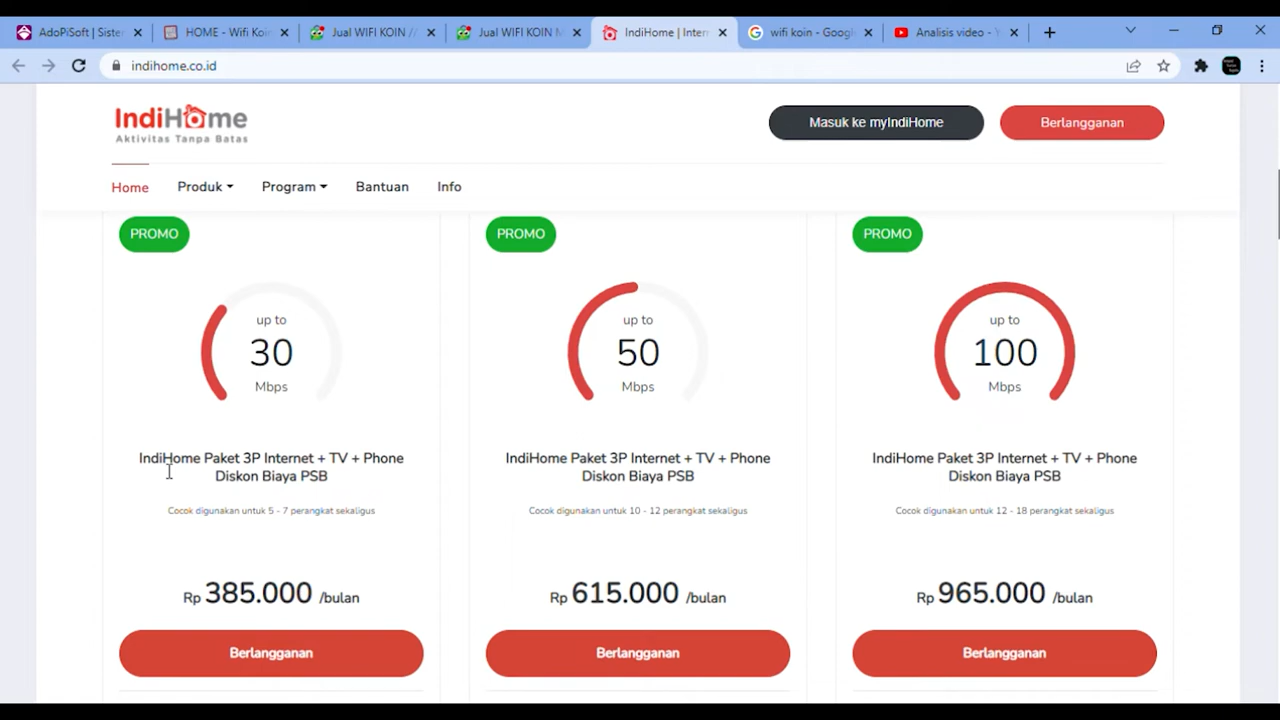 AdoPiSoft | Sister
HOME - Wifi Koin
Jual WIFI KOIN //
Jual WIFI KOIN M
IndiHome | Intern
wifi koin - Google
Analisis video - Y
indihome.co.id
IndiHome
Aktivitas Tanpa Batas
Masuk ke myIndiHome
Berlangganan
Home
Produk
Program
Bantuan
Info
PROMO
up to
30
Mbps
IndiHome Paket 3P Internet + TV + Phone
Diskon Biaya PSB
Cocok digunakan untuk 5 - 7 perangkat sekaligus
Rp 385.000 /bulan
Berlangganan
PROMO
up to
50
Mbps
IndiHome Paket 3P Internet + TV + Phone
Diskon Biaya PSB
Cocok digunakan untuk 10 - 12 perangkat sekaligus
Rp 615.000 /bulan
Berlangganan
PROMO
up to
100
Mbps
IndiHome Paket 3P Internet + TV + Phone
Diskon Biaya PSB
Cocok digunakan untuk 12 - 18 perangkat sekaligus
Rp 965.000 /bulan
Berlangganan